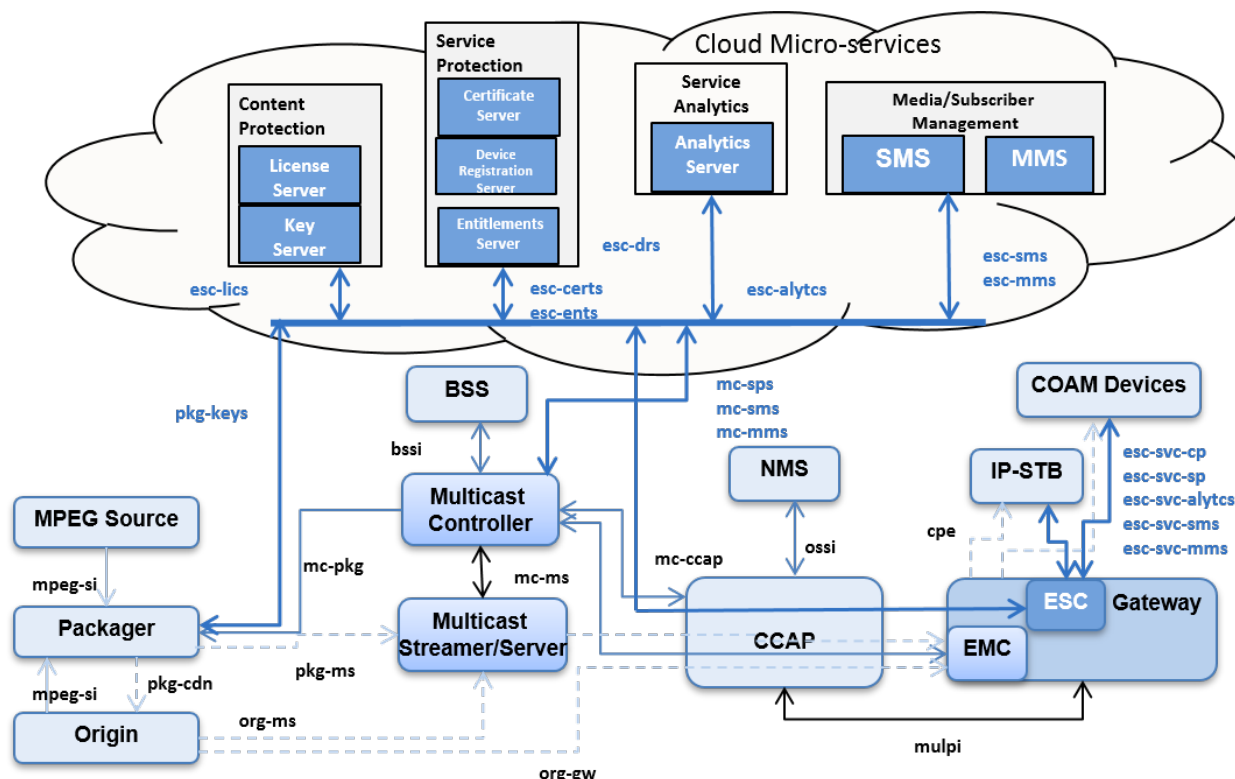 Cloud Micro-services
Content
Protection
License
Server
Key
Server
Service
Protection
Certificate
Server
Device
Registration
Server
Entitlements
Server
Service
Analytics
Analytics
Server
Media/Subscriber
Management
SMS
MMS
esc-lics
esc-certs
esc-ents
esc-drs
esc-alytcs
esc-sms
esc-mms
pkg-keys
BSS
bssi
mc-sps
mc-sms
mc-mms
COAM Devices
NMS
IP-STB
esc-svc-cp
esc-svc-sp
esc-svc-alytcs
esc-svc-sms
esc-svc-mms
MPEG Source
Multicast
Controller
mpeg-si
mc-pkg
mc-ms
mc-ccap
ossi
cpe
Packager
Multicast
Streamer/Server
CCAP
ESC
Gateway
EMC
mpeg-si
pkg-cdn
pkg-ms
Origin
org-ms
org-gw
mulpi